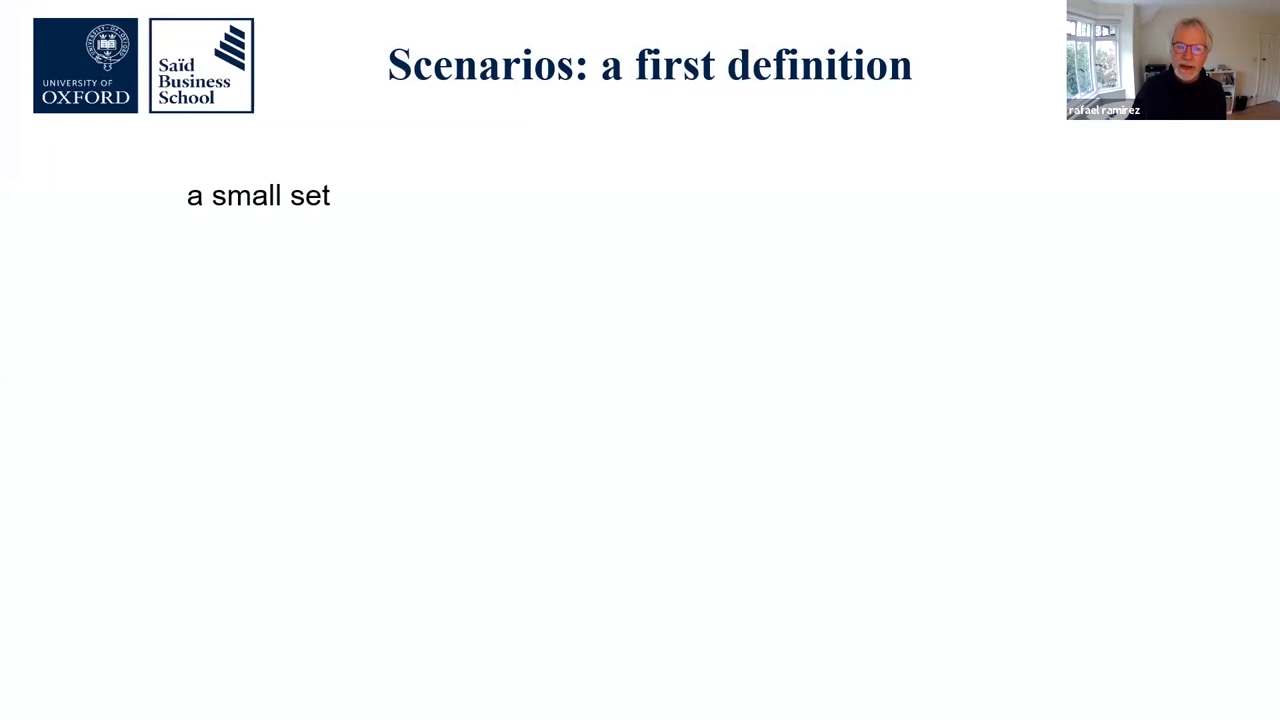 UNIVERSITY OF
OXFORD
Saïd
Business
School
Scenarios: a first definition
rafael ramirez
a small set